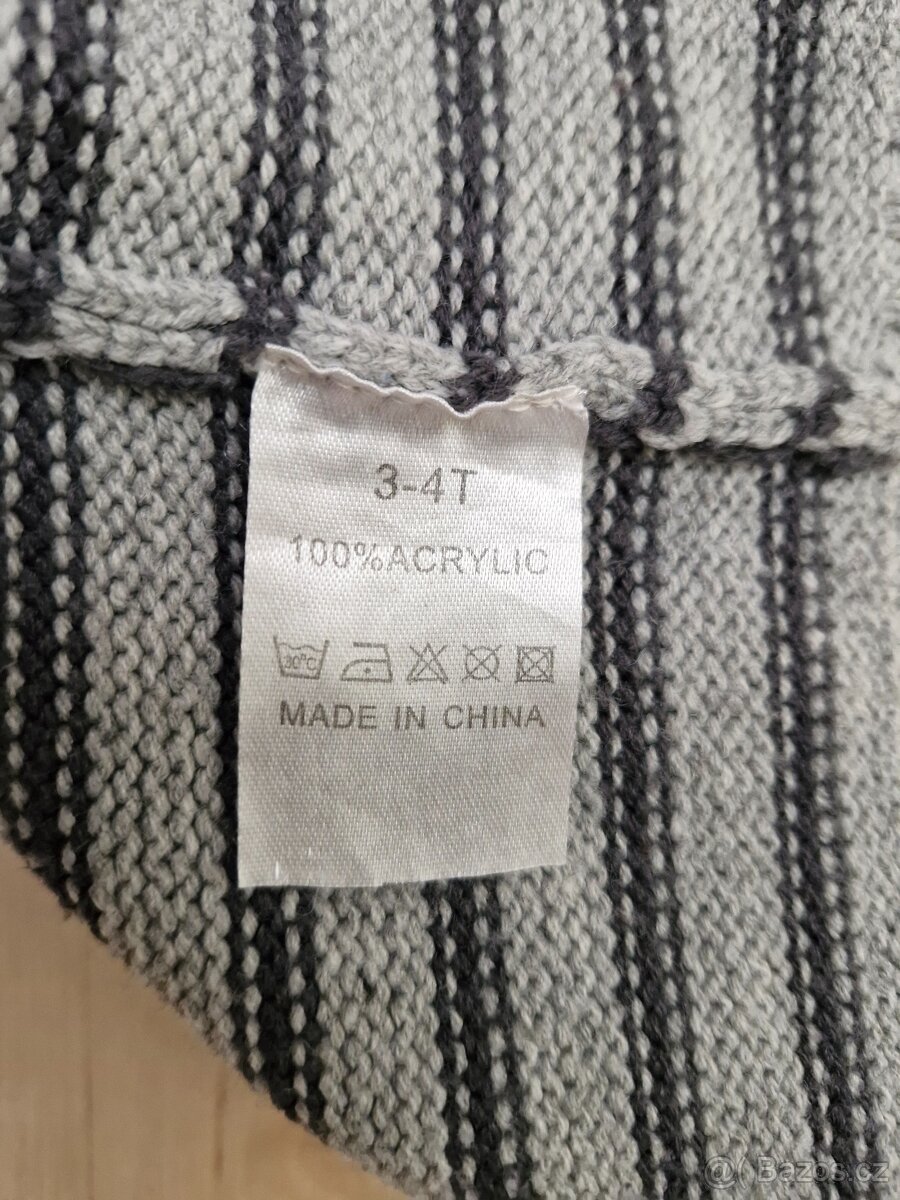 3-4T
100%ACRYLIC
30°C
MADE IN CHINA
Bazos.cz